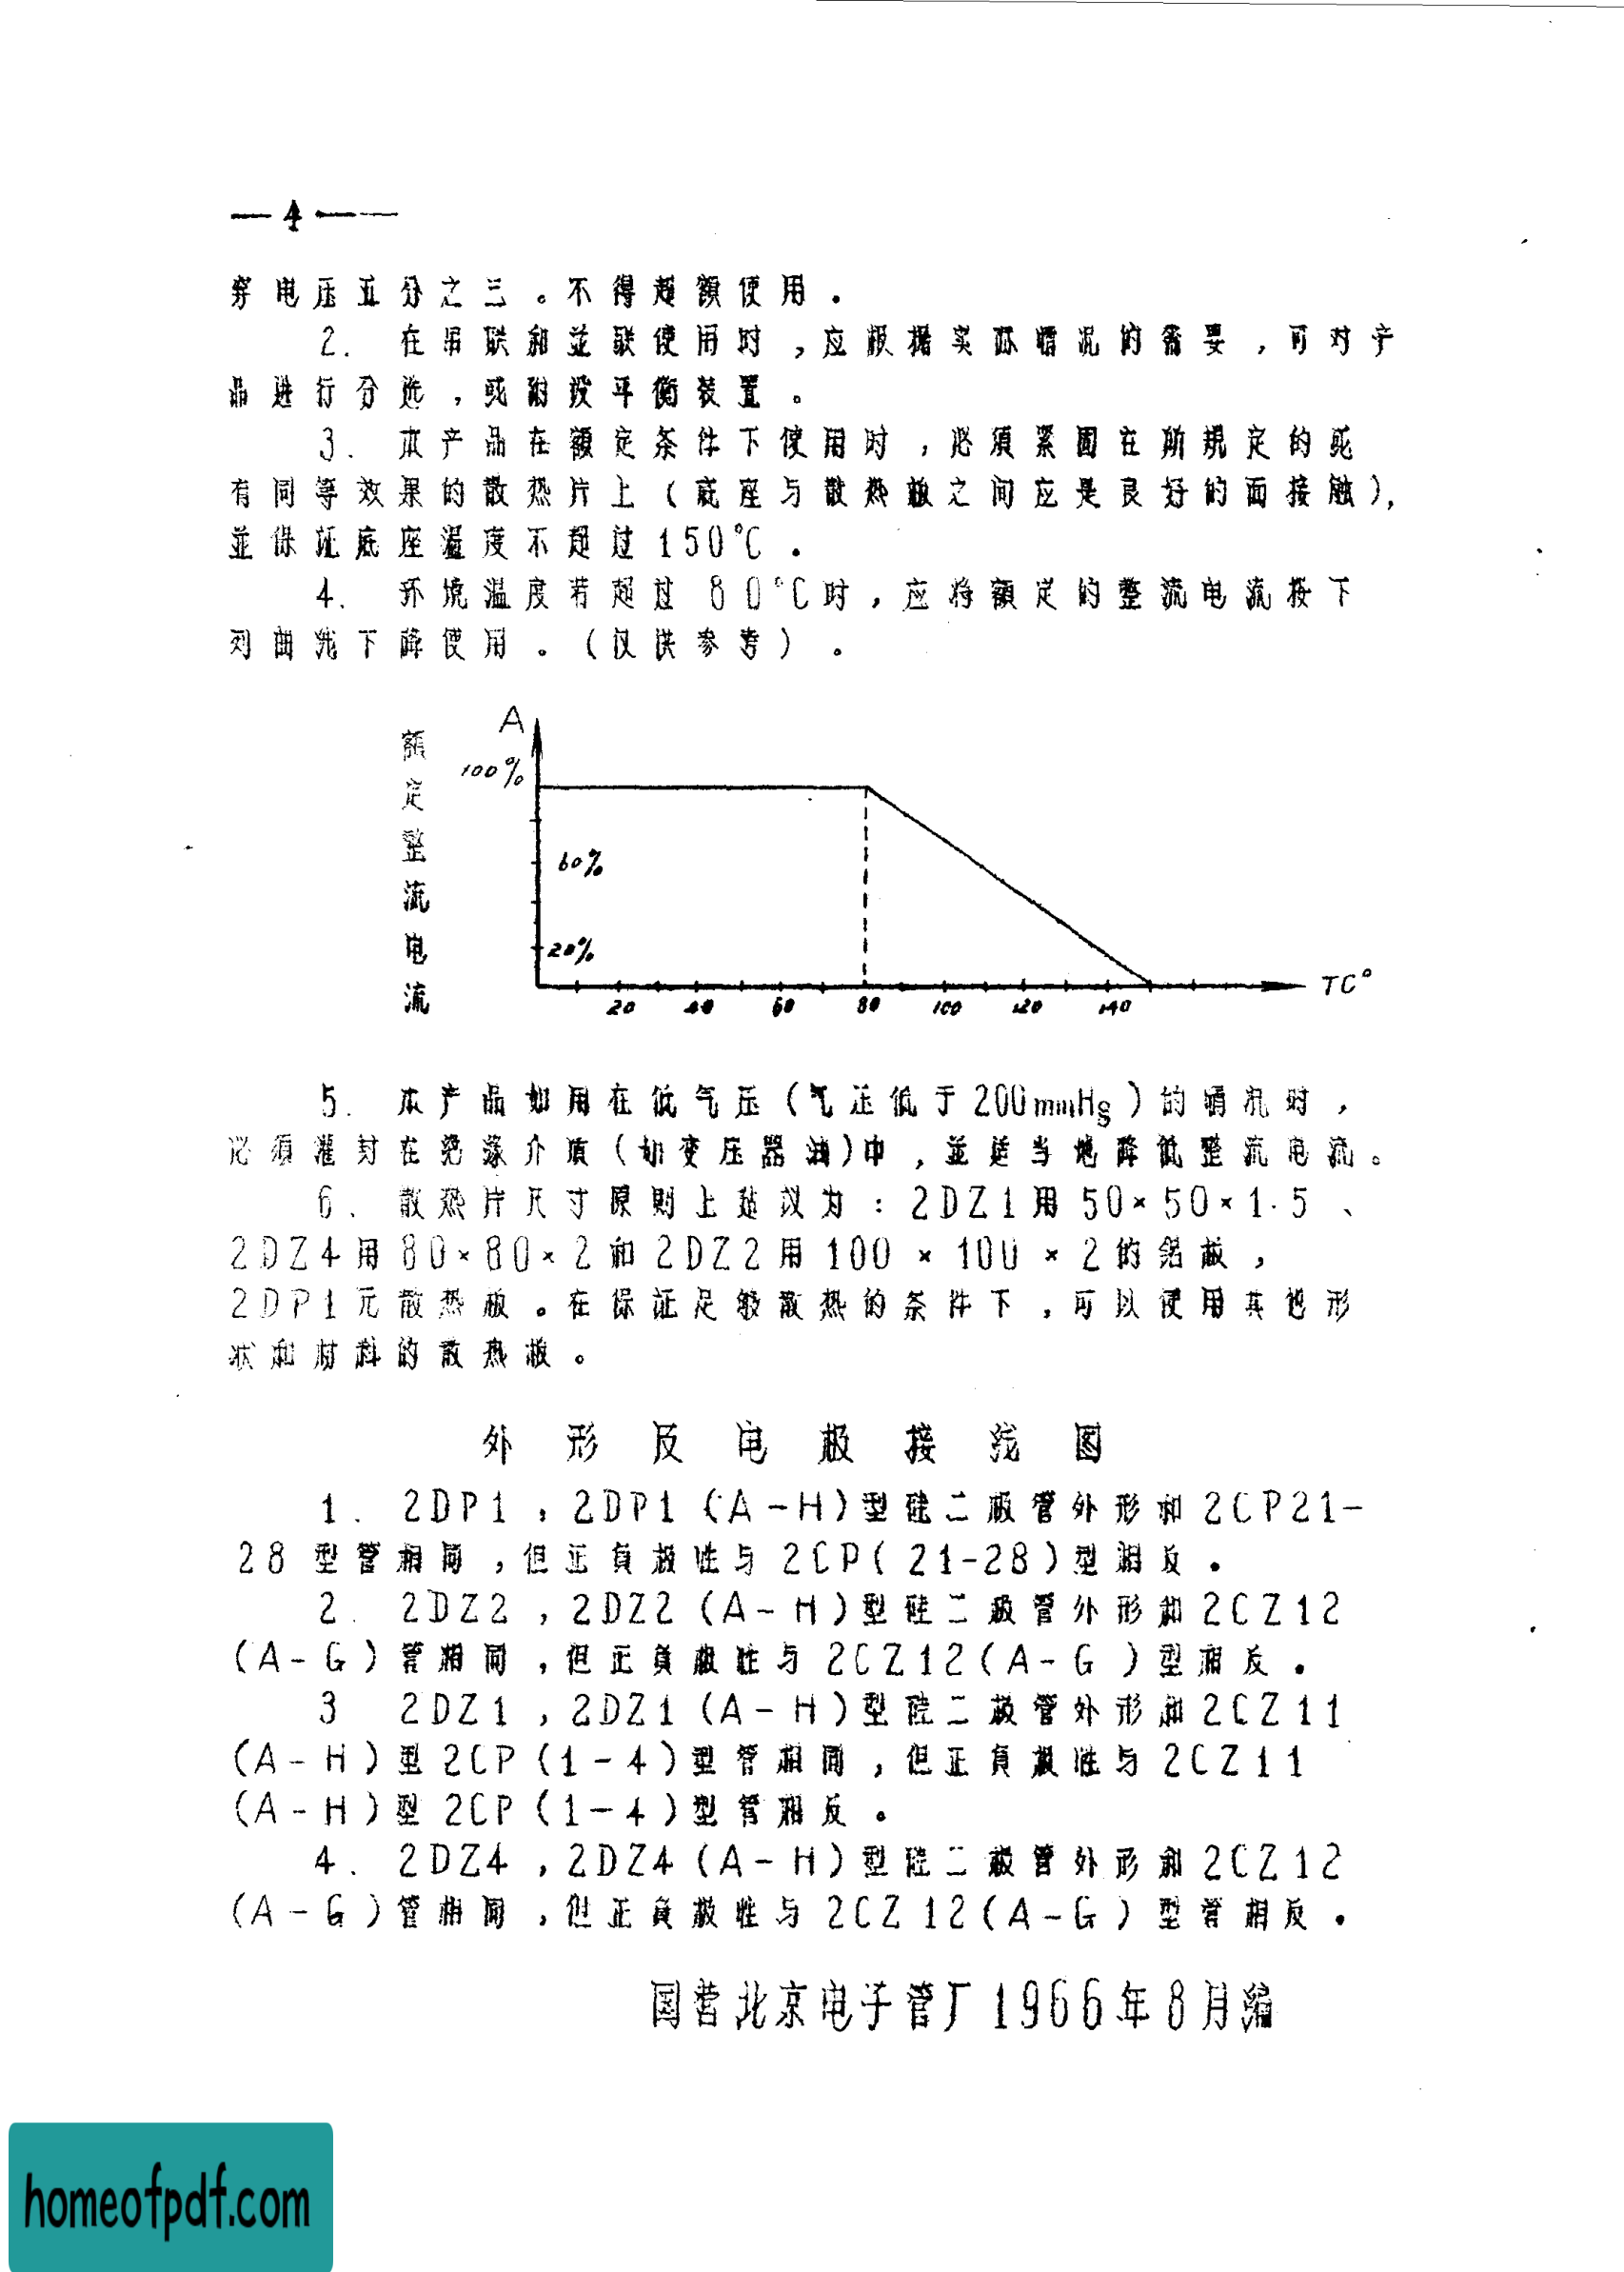 —4——
穿电压五分之三。不得超额使用.
2. 在串联和並联使用时,应根据实际情况的需要,可对产
品进行分选,或附设平衡装置。
3. 本产品在额定条件下使用时,必须紧固在所规定的或
有同等效果的散热片上(底座与散热板之间应是良好的面接触),
並保证底座温度不超过150°C.
4. 环境温度若超过80°C时,应将额定的整流电流按下
列曲线下降使用。(仅供参考)。
额定整流电流
A
100%
60%
20%
20 40 60 80 100 120 140
TC°
5. 本产品如用在低气压(气压低于200mmHg)的情况时,
必须灌封在绝缘介质(如变压器油)中,並适当地降低整流电流。
6、散热片尺寸原则上建议为:2DZ1用50×50×1.5、
2DZ4用80×80×2和2DZ2用100×100×2的铝板,
2DP1无散热板。在保证足够散热的条件下,可以使用其他形
状和材料的散热板。
外形及电极接线图
1. 2DP1,2DP1(A-H)型硅二极管外形和2CP21-
28型管相同,但正负极性与2CP(21-28)型相反.
2. 2DZ2,2DZ2(A-H)型硅二极管外形和2CZ12
(A-G)管相同,但正负极性与2CZ12(A-G)型相反.
3 2DZ1,2DZ1(A-H)型硅二极管外形和2CZ11
(A-H)型2CP(1-4)型管相同,但正负极性与2CZ11
(A-H)型2CP(1-4)型管相反。
4. 2DZ4,2DZ4(A-H)型硅二极管外形和2CZ12
(A-G)管相同,但正负极性与2CZ12(A-G)型管相反.
国营北京电子管厂1966年8月编
homeofpdf.com